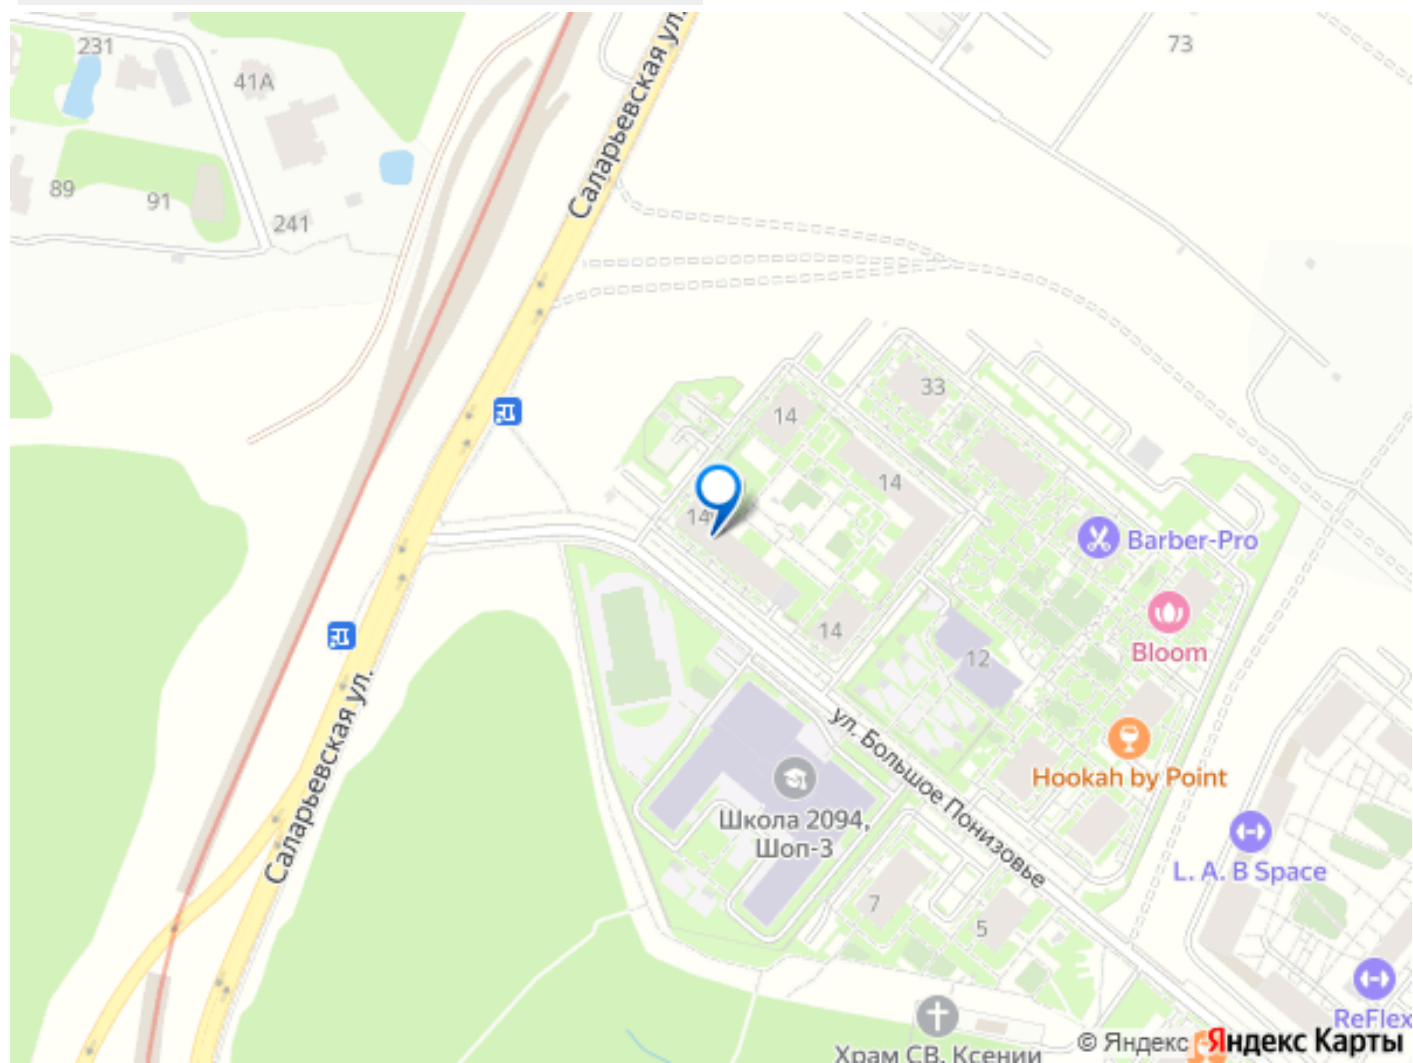 231
73
41А
Саларьевская ул.
89
91
241
33
14
14
14
Barber-Pro
14
12
Bloom
ул. Большое Понизовье
Hookah by Point
Саларьевская ул.
Школа 2094,
Шоп-3
L. A. B Space
7
5
ReFlex
© Яндекс Яндекс Карты
Храм СВ. Ксении